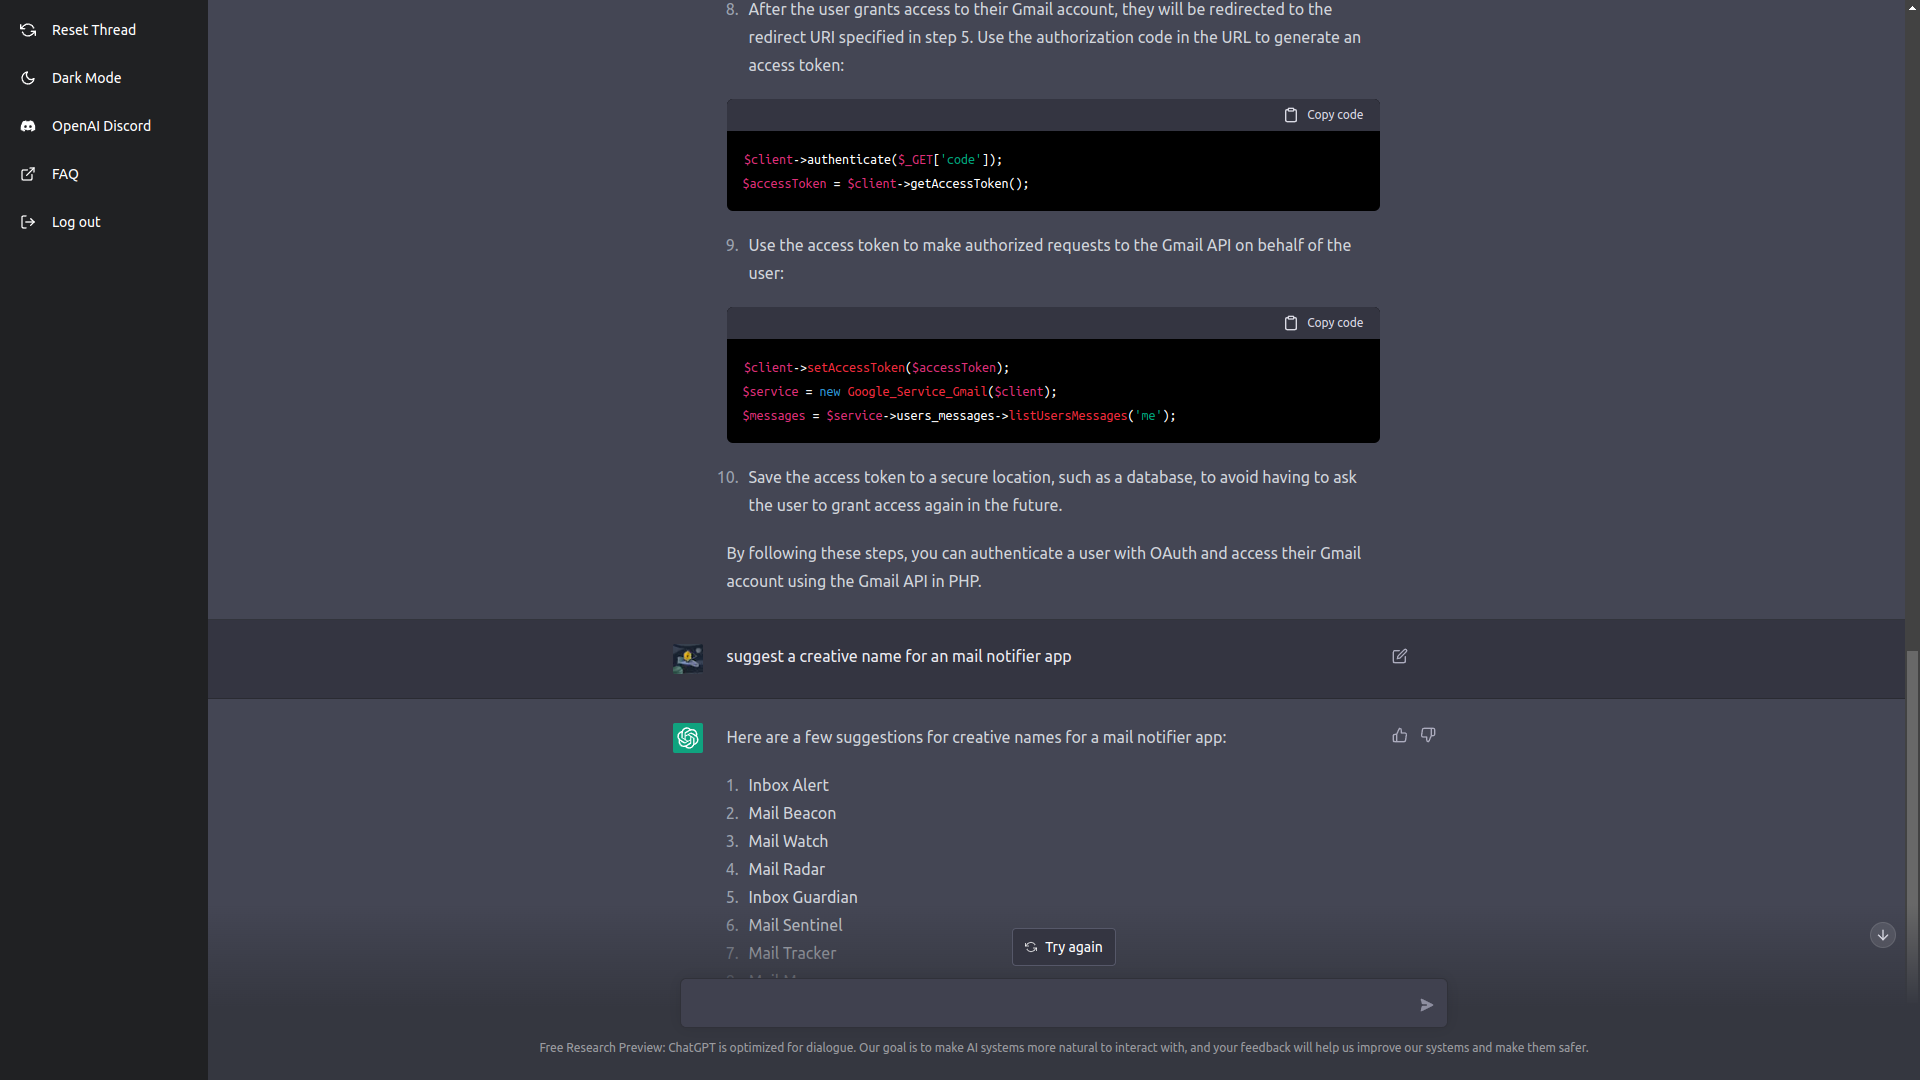 Reset Thread
Dark Mode
OpenAI Discord
FAQ
Log out
8. After the user grants access to their Gmail account, they will be redirected to the
redirect URI specified in step 5. Use the authorization code in the URL to generate an
access token:
Copy code
$client->authenticate($_GET['code']);
$accessToken = $client->getAccessToken();
9. Use the access token to make authorized requests to the Gmail API on behalf of the
user:
Copy code
$client->setAccessToken($accessToken);
$service = new Google_Service_Gmail($client);
$messages = $service->users_messages->listUsersMessages('me');
10. Save the access token to a secure location, such as a database, to avoid having to ask
the user to grant access again in the future.
By following these steps, you can authenticate a user with OAuth and access their Gmail
account using the Gmail API in PHP.
suggest a creative name for an mail notifier app
Here are a few suggestions for creative names for a mail notifier app:
1. Inbox Alert
2. Mail Beacon
3. Mail Watch
4. Mail Radar
5. Inbox Guardian
6. Mail Sentinel
7. Mail Tracker
Try again
Free Research Preview: ChatGPT is optimized for dialogue. Our goal is to make AI systems more natural to interact with, and your feedback will help us improve our systems and make them safer.